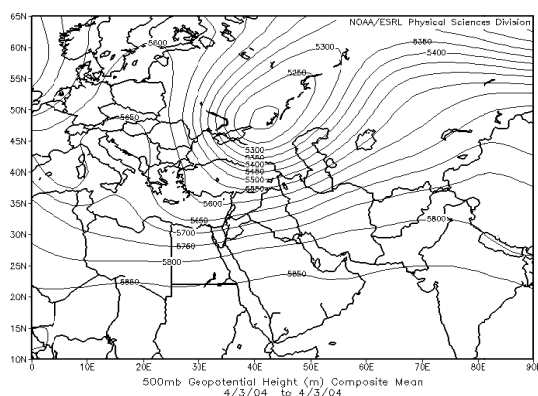 NOAA/ESRL Physical Sciences Division
65N
60N
55N
50N
45N
40N
35N
30N
25N
20N
15N
10N
5600
5300
5350
5400
5250
5650
5300
5350
5400
5450
5500
5550
5600
5650
5700
5750
5800
5800
5850
5850
0
10E
20E
30E
40E
50E
60E
70E
80E
90E
500mb Geopotential Height (m) Composite Mean
4/3/04 to 4/3/04